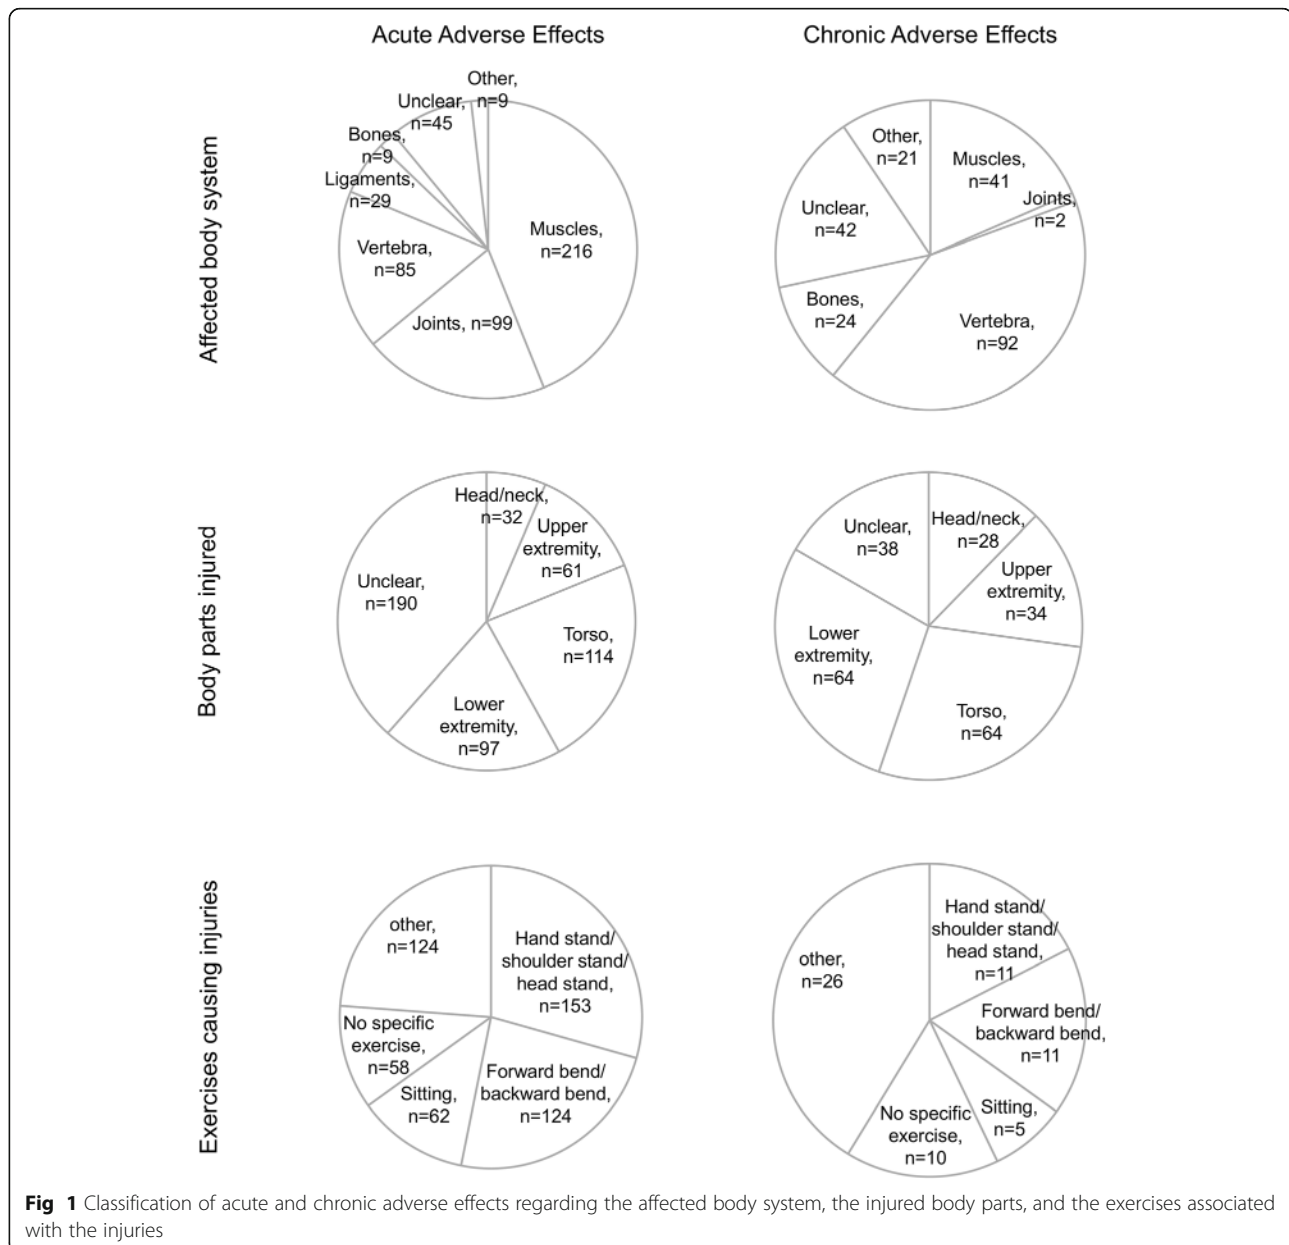 Acute Adverse Effects
Chronic Adverse Effects
Affected body system
Other,
n=9
Unclear,
n=45
Bones,
n=9
Ligaments,
n=29
Vertebra,
n=85
Joints, n=99
Muscles,
n=216
Other,
n=21
Muscles,
n=41
Joints,
n=2
Unclear,
n=42
Bones,
n=24
Vertebra,
n=92
Body parts injured
Head/neck,
n=32
Upper
extremity,
n=61
Unclear,
n=190
Torso,
n=114
Lower
extremity,
n=97
Unclear,
n=38
Head/neck,
n=28
Upper
extremity,
n=34
Lower
extremity,
n=64
Torso,
n=64
Exercises causing injuries
other,
n=124
Hand stand/
shoulder stand/
head stand,
n=153
No specific
exercise,
n=58
Sitting,
n=62
Forward bend/
backward bend,
n=124
Hand stand/
shoulder stand/
head stand,
n=11
other,
n=26
Forward bend/
backward bend,
n=11
Sitting,
n=5
No specific
exercise,
n=10
Fig 1 Classification of acute and chronic adverse effects regarding the affected body system, the injured body parts, and the exercises associated
with the injuries